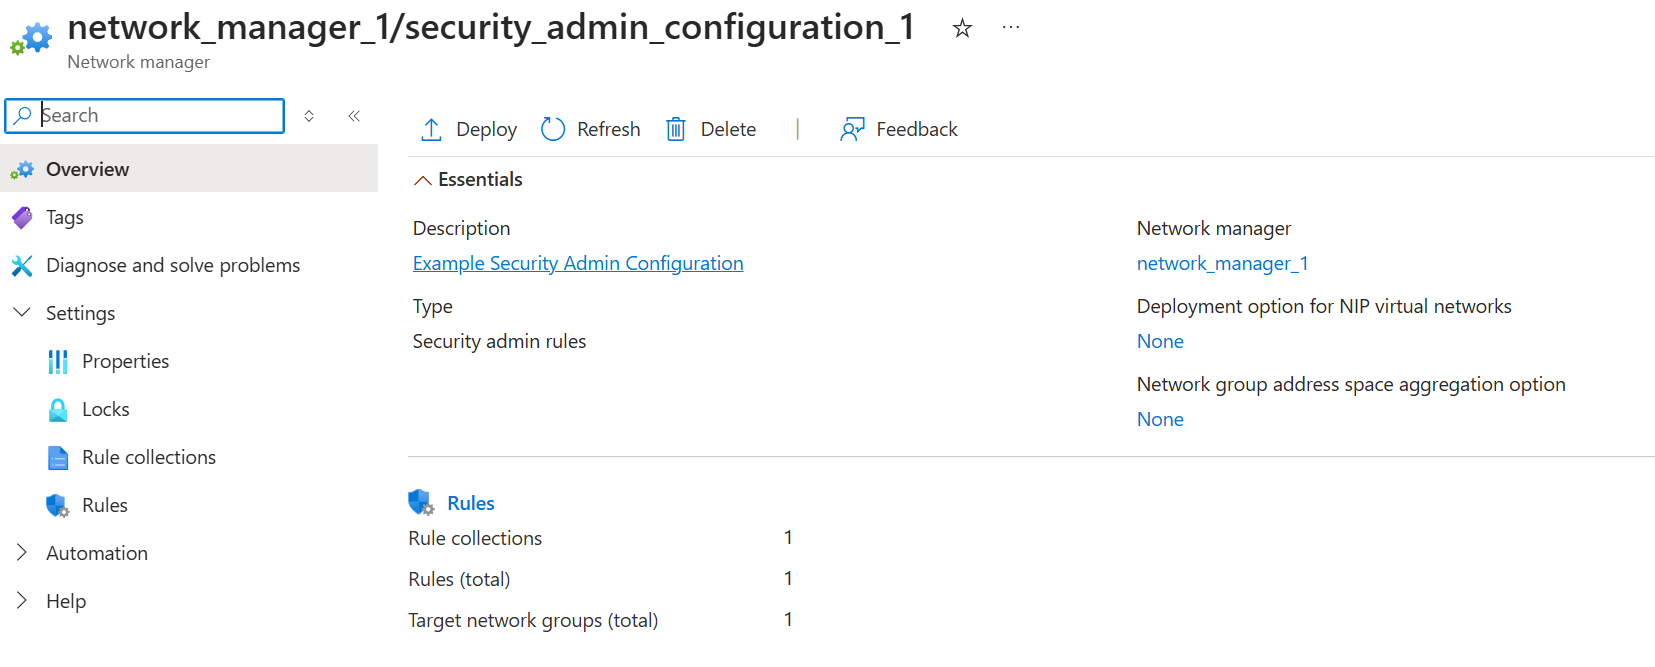 network_manager_1/security_admin_configuration_1
Network manager
Search
Overview
Tags
Diagnose and solve problems
Settings
Properties
Locks
Rule collections
Rules
Automation
Help
Deploy
Refresh
Delete
Feedback
Essentials
Description
Example Security Admin Configuration
Type
Security admin rules
Network manager
network_manager_1
Deployment option for NIP virtual networks
None
Network group address space aggregation option
None
Rules
Rule collections 1
Rules (total) 1
Target network groups (total) 1